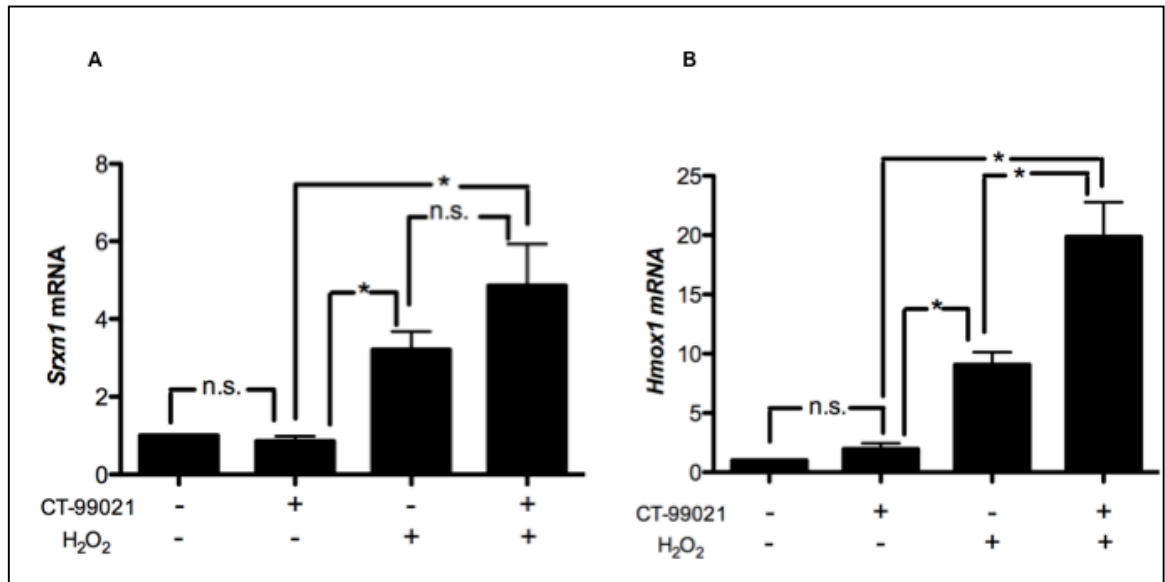 A
B
8
6
4
2
0
Srxn1 mRNA
*
n.s.
*
n.s.
CT-99021 - + - +
H2O2 - - + +
25
20
15
10
5
0
Hmox1 mRNA
*
*
*
n.s.
CT-99021 - + - +
H2O2 - - + +